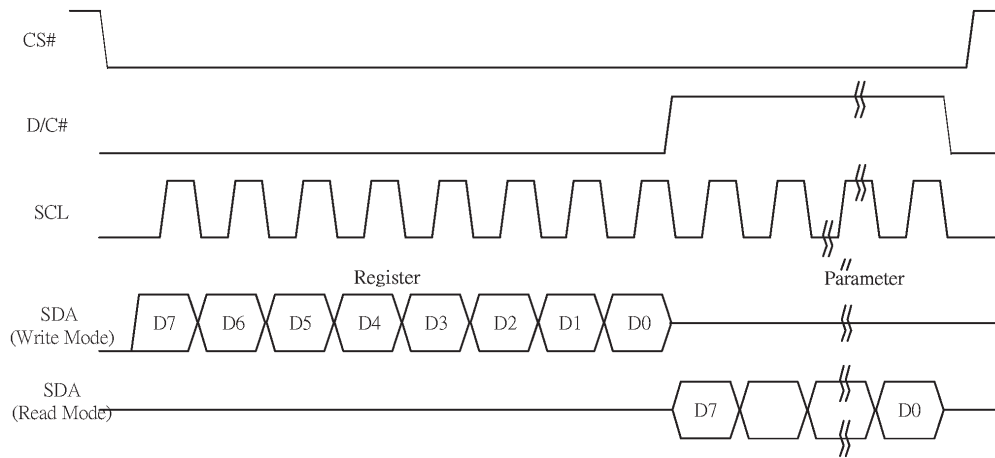 CS#
D/C#
SCL
Register Parameter
SDA
(Write Mode)
D7 D6 D5 D4 D3 D2 D1 D0
SDA
(Read Mode)
D7 D0